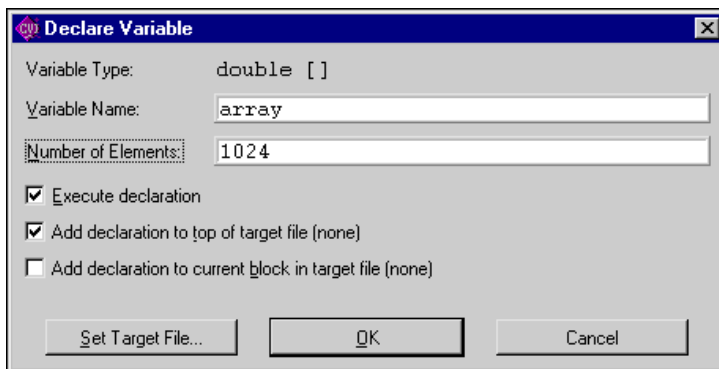 cvi Declare Variable
Variable Type: double []
Variable Name: array
Number of Elements: 1024
Execute declaration
Add declaration to top of target file (none)
Add declaration to current block in target file (none)
Set Target File... OK Cancel